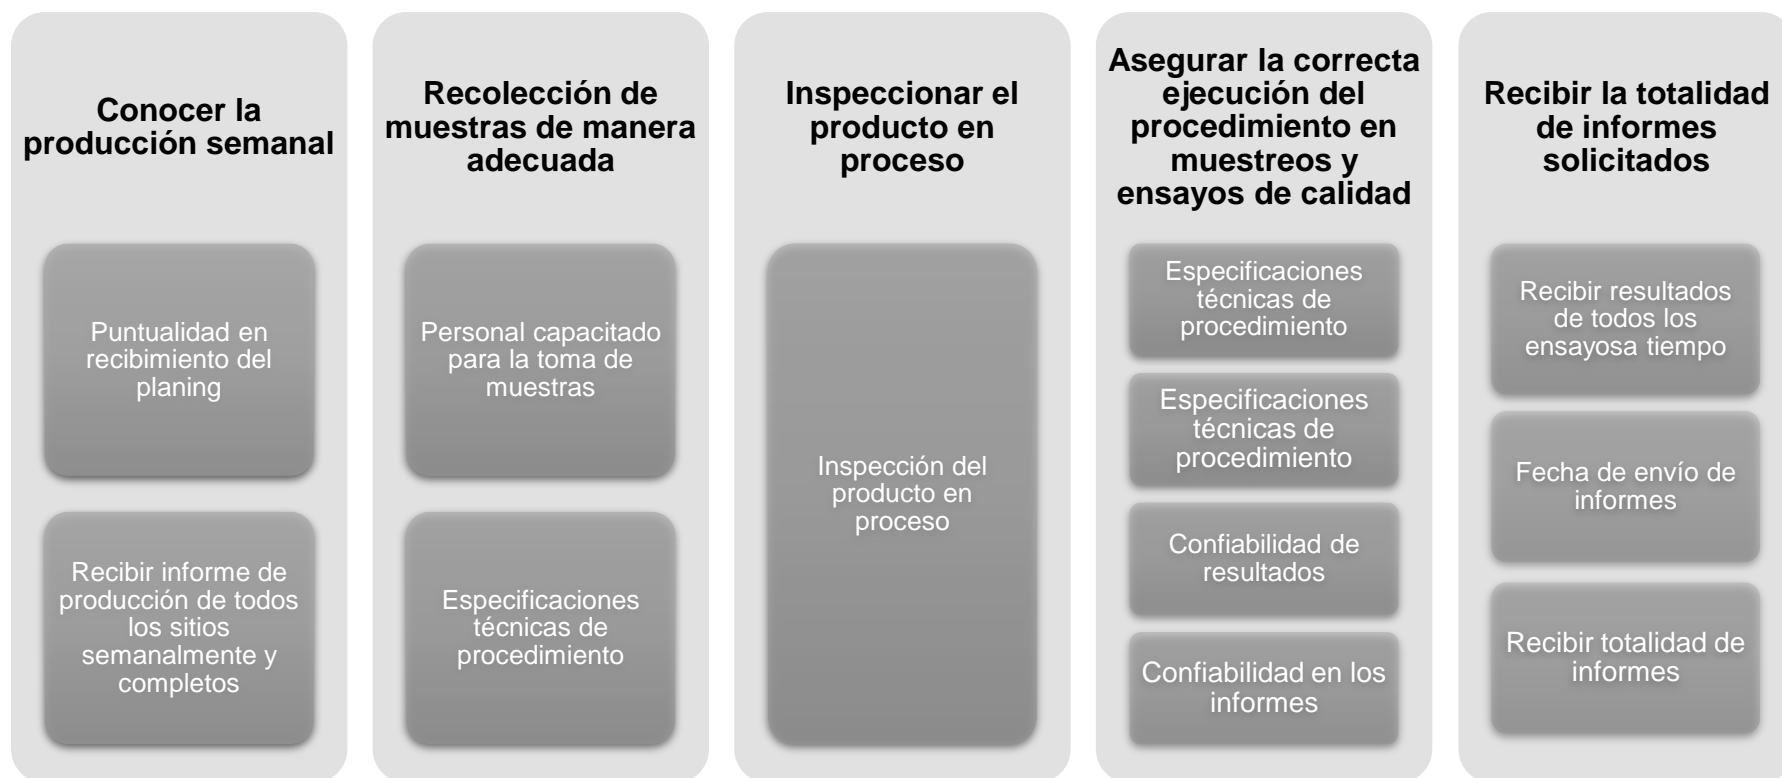 Conocer la
producción semanal
Puntualidad en
recibimiento del
planing
Recibir informe de
producción de todos
los sitios
semanalmente y
completos
Recolección de
muestras de manera
adecuada
Personal capacitado
para la toma de
muestras
Especificaciones
técnicas de
procedimiento
Inspeccionar el
producto en
proceso
Inspección del
producto en
proceso
Asegurar la correcta
ejecución del
procedimiento en
muestreos y
ensayos de calidad
Especificaciones
técnicas de
procedimiento
Especificaciones
técnicas de
procedimiento
Confiabilidad de
resultados
Confiabilidad en los
informes
Recibir la totalidad
de informes
solicitados
Recibir resultados
de todos los
ensayosa tiempo
Fecha de envío de
informes
Recibir totalidad de
informes